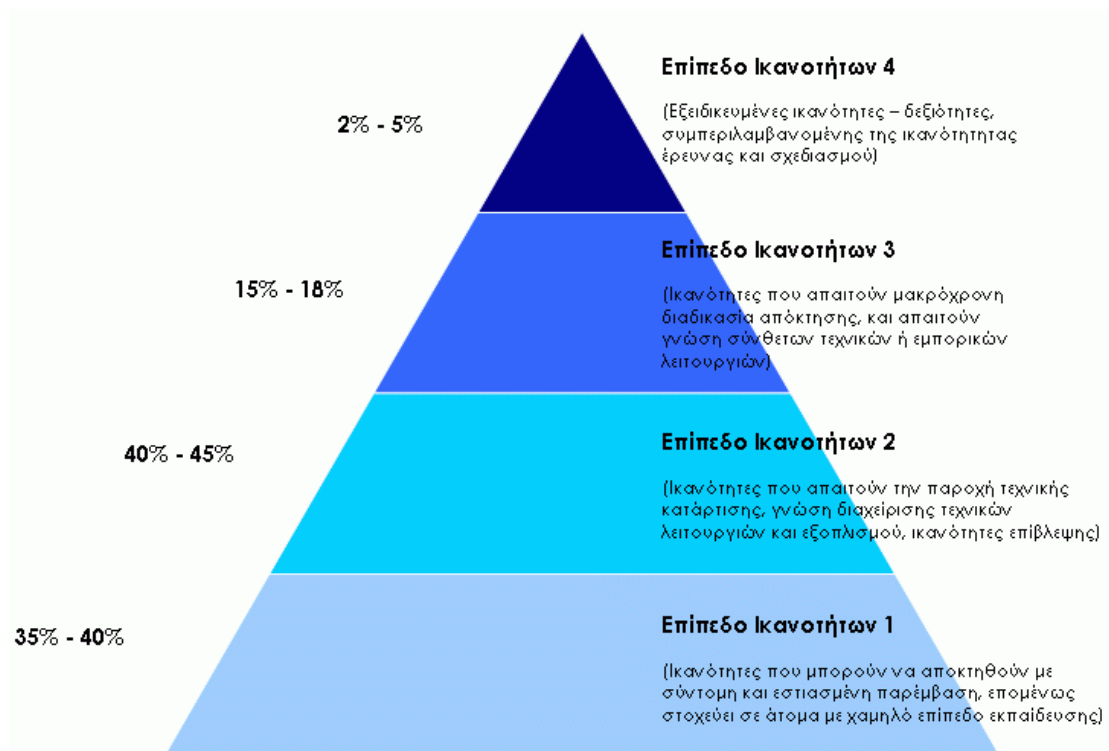 Επίπεδο Ικανοτήτων 4
2% - 5%
(Εξειδικευμένες ικανότητες – δεξιότητες,
συμπεριλαμβανομένης της ικανότητητας
έρευνας και σχεδιασμού)
Επίπεδο Ικανοτήτων 3
15% - 18%
(Ικανότητες που απαιτούν μακρόχρονη
διαδικασία απόκτησης, και απαιτούν
γνώση σύνθετων τεχνικών ή εμπορικών
λειτουργιών)
Επίπεδο Ικανοτήτων 2
40% - 45%
(Ικανότητες που απαιτούν την παροχή τεχνικής
κατάρτισης, γνώση διαχείρισης τεχνικών
λειτουργιών και εξοπλισμού, ικανότητες επίβλεψης)
Επίπεδο Ικανοτήτων 1
35% - 40%
(Ικανότητες που μπορούν να αποκτηθούν με
σύντομη και εστιασμένη παρέμβαση, επομένως
στοχεύει σε άτομα με χαμηλό επίπεδο εκπαίδευσης)